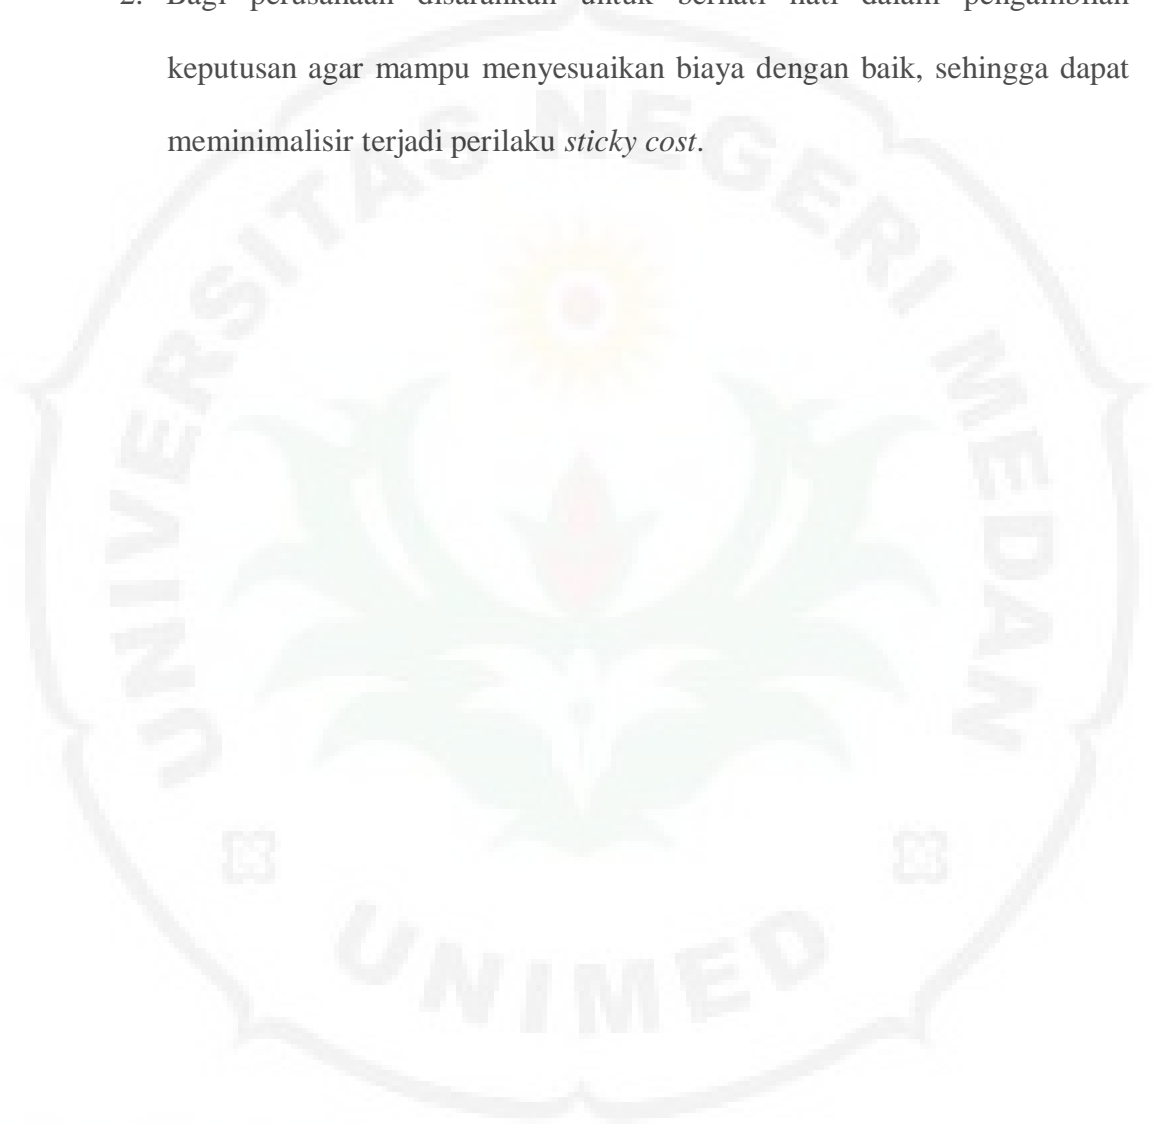 2. Bagi perusahaan disarankan untuk berhati hati dalam pengambilan
keputusan agar mampu menyesuaikan biaya dengan baik, sehingga dapat
meminimalisir terjadi perilaku sticky cost.
UNIVERSITAS NEGERI MEDAN
UNIMED